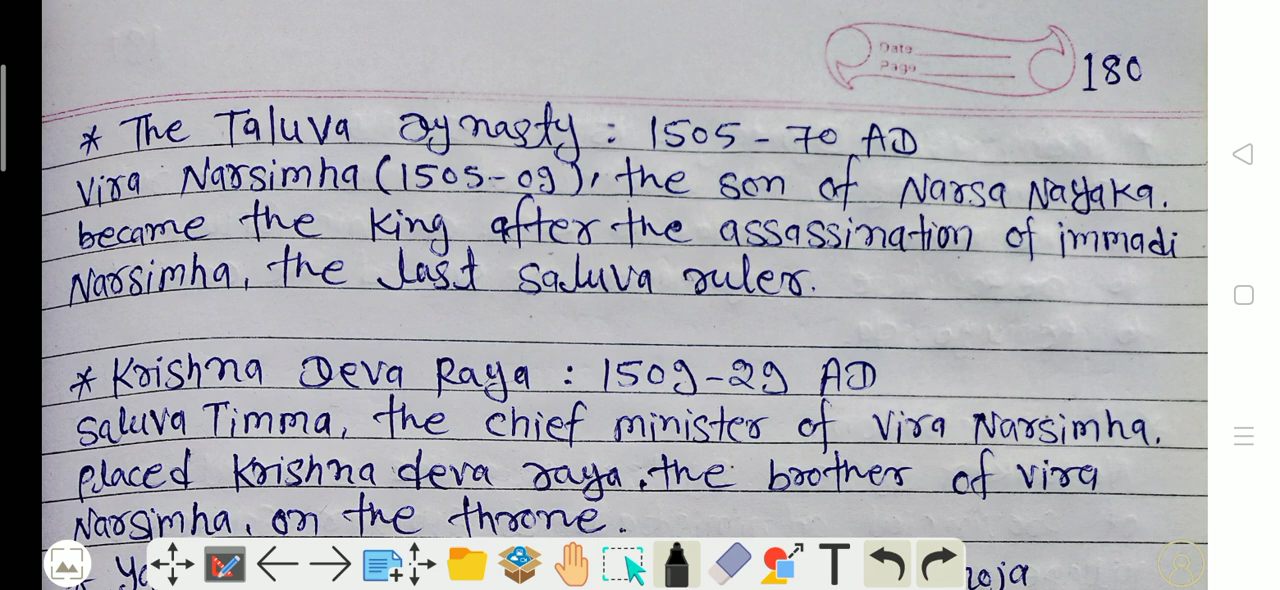 Date
Page
180
* The Taluva Dynasty : 1505 - 70 AD
Vira Narsimha (1505-09), the son of Narsa Nayaka.
became the king after the assassination of immadi
Narsimha, the last saluva ruler.
* Krishna Deva Raya : 1509-29 AD
Saluva Timma, the chief minister of Vira Narsimha.
placed Krishna deva raya, the brother of vira
Narsimha, on the throne.
T